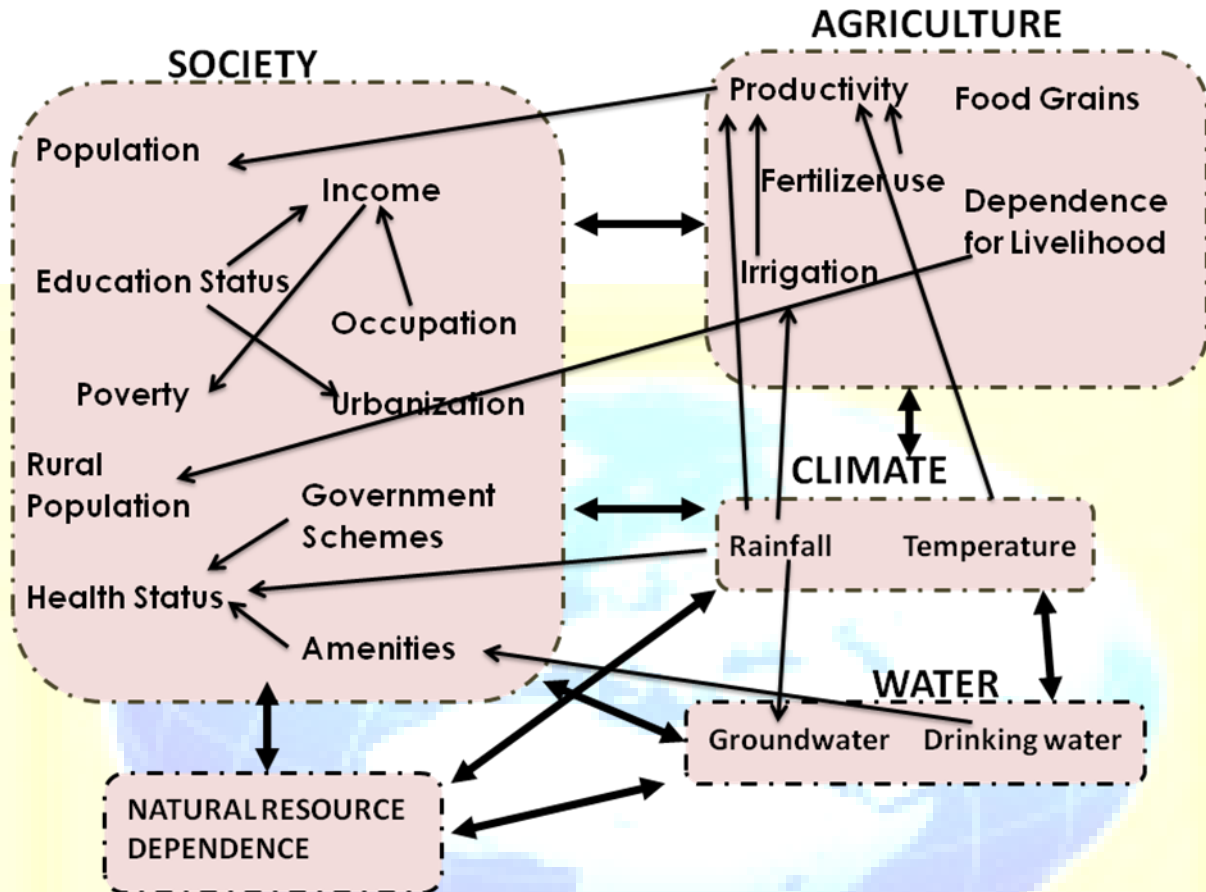 SOCIETY
Population
Income
Education Status
Occupation
Poverty
Urbanization
Rural
Population
Government
Schemes
Health Status
Amenities
AGRICULTURE
Productivity
Food Grains
Fertilizer use
Dependence
for Livelihood
Irrigation
CLIMATE
Rainfall
Temperature
WATER
Groundwater
Drinking water
NATURAL RESOURCE
DEPENDENCE